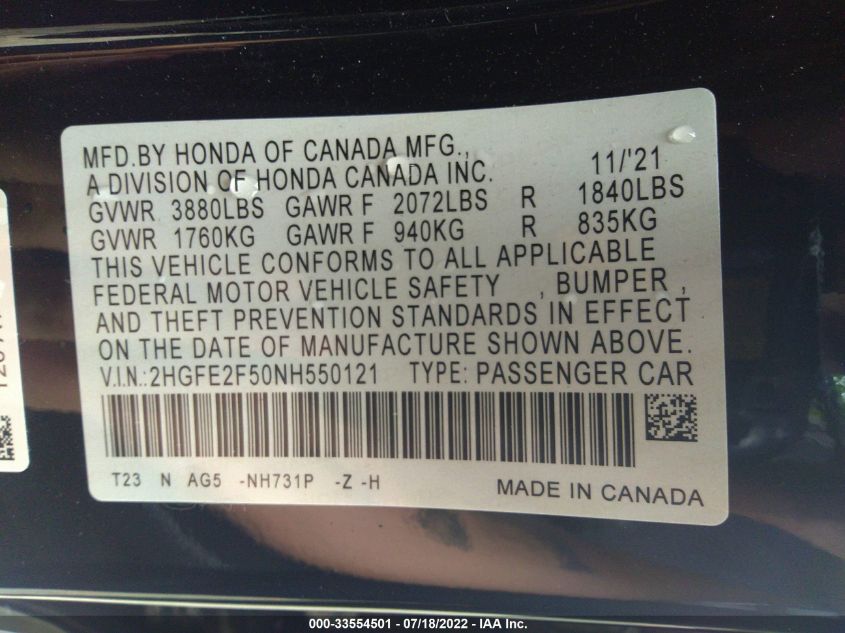 MFD.BY HONDA OF CANADA MFG.,
A DIVISION OF HONDA CANADA INC. 11/'21
GVWR 3880LBS GAWR F 2072LBS R 1840LBS
GVWR 1760KG GAWR F 940KG R 835KG
THIS VEHICLE CONFORMS TO ALL APPLICABLE
FEDERAL MOTOR VEHICLE SAFETY , BUMPER ,
AND THEFT PREVENTION STANDARDS IN EFFECT
ON THE DATE OF MANUFACTURE SHOWN ABOVE.
V.I.N.:2HGFE2F50NH550121 TYPE: PASSENGER CAR
T23 N AG5 -NH731P -Z -H MADE IN CANADA
000-33554501 / 07/18/2022 - IAA Inc.